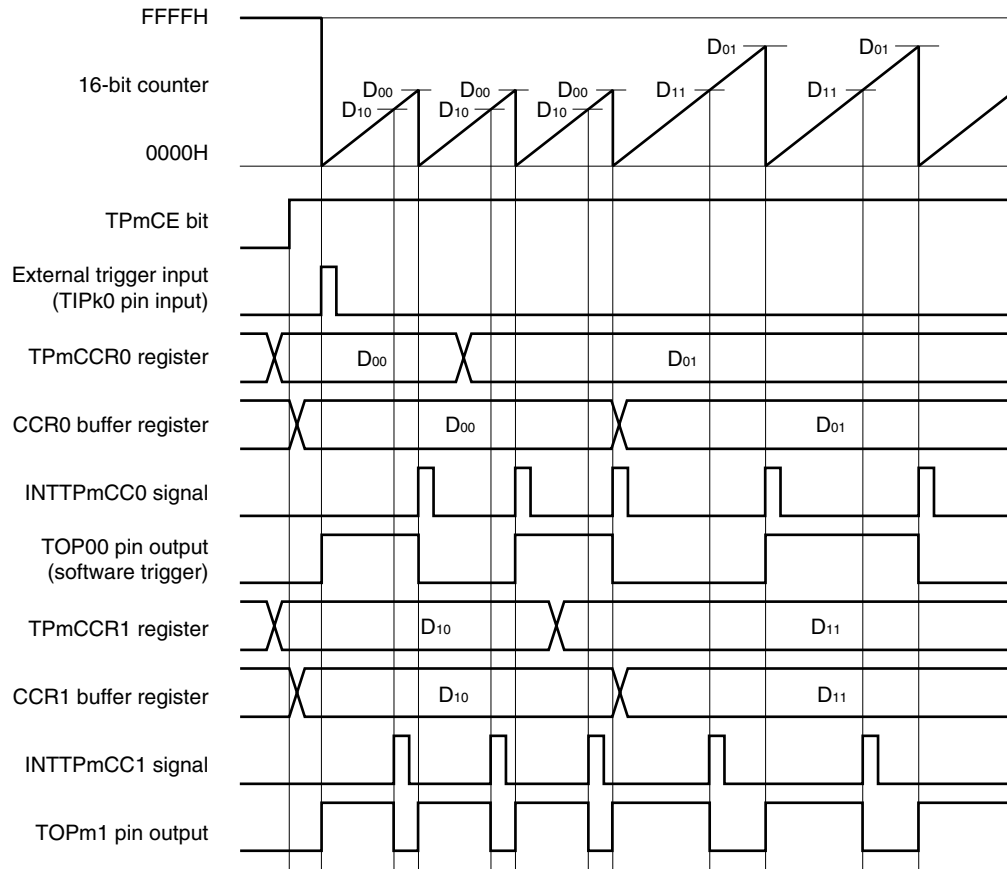 FFFFH
16-bit counter
0000H
D10 D00 D10 D00 D10 D00 D11 D01 D11 D01
TPmCE bit
External trigger input
(TIPk0 pin input)
TPmCCR0 register
D00 D01
CCR0 buffer register
D00 D01
INTTPmCC0 signal
TOP00 pin output
(software trigger)
TPmCCR1 register
D10 D11
CCR1 buffer register
D10 D11
INTTPmCC1 signal
TOPm1 pin output